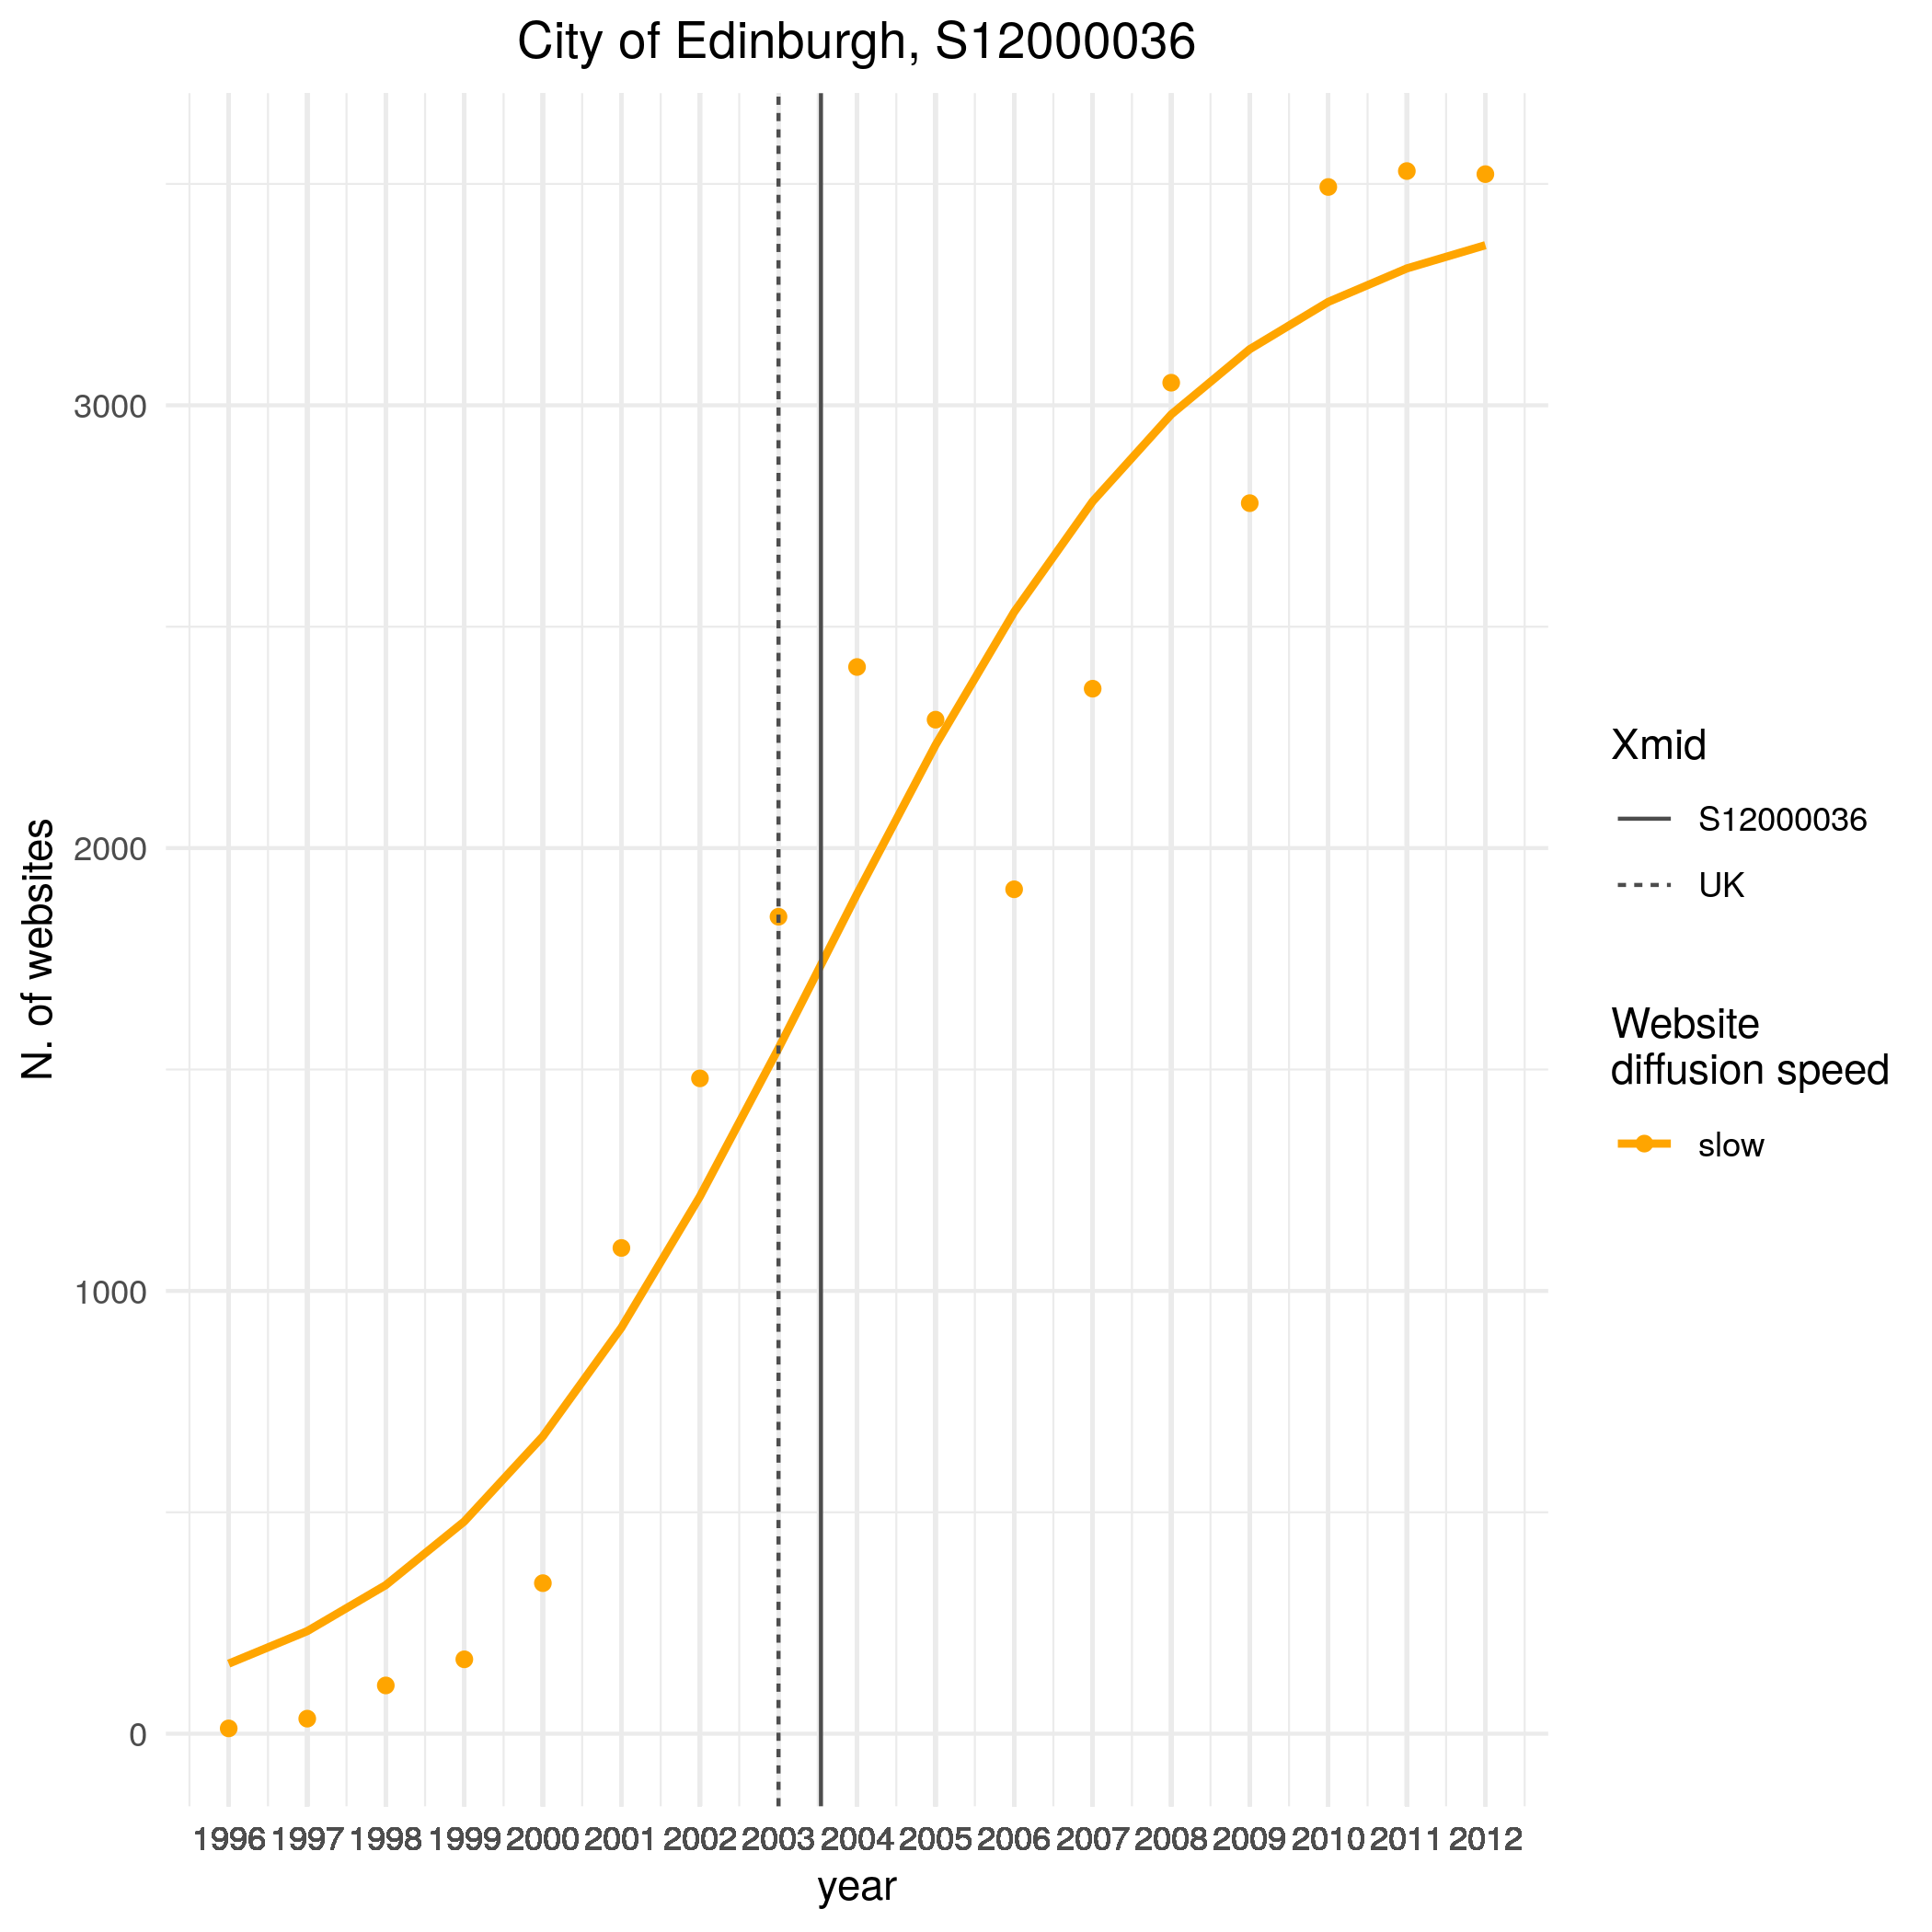 City of Edinburgh, S12000036
N. of websites
3000
2000
1000
0
1996 1997 1998 1999 2000 2001 2002 2003 2004 2005 2006 2007 2008 2009 2010 2011 2012
year
Xmid
S12000036
UK
Website
diffusion speed
slow